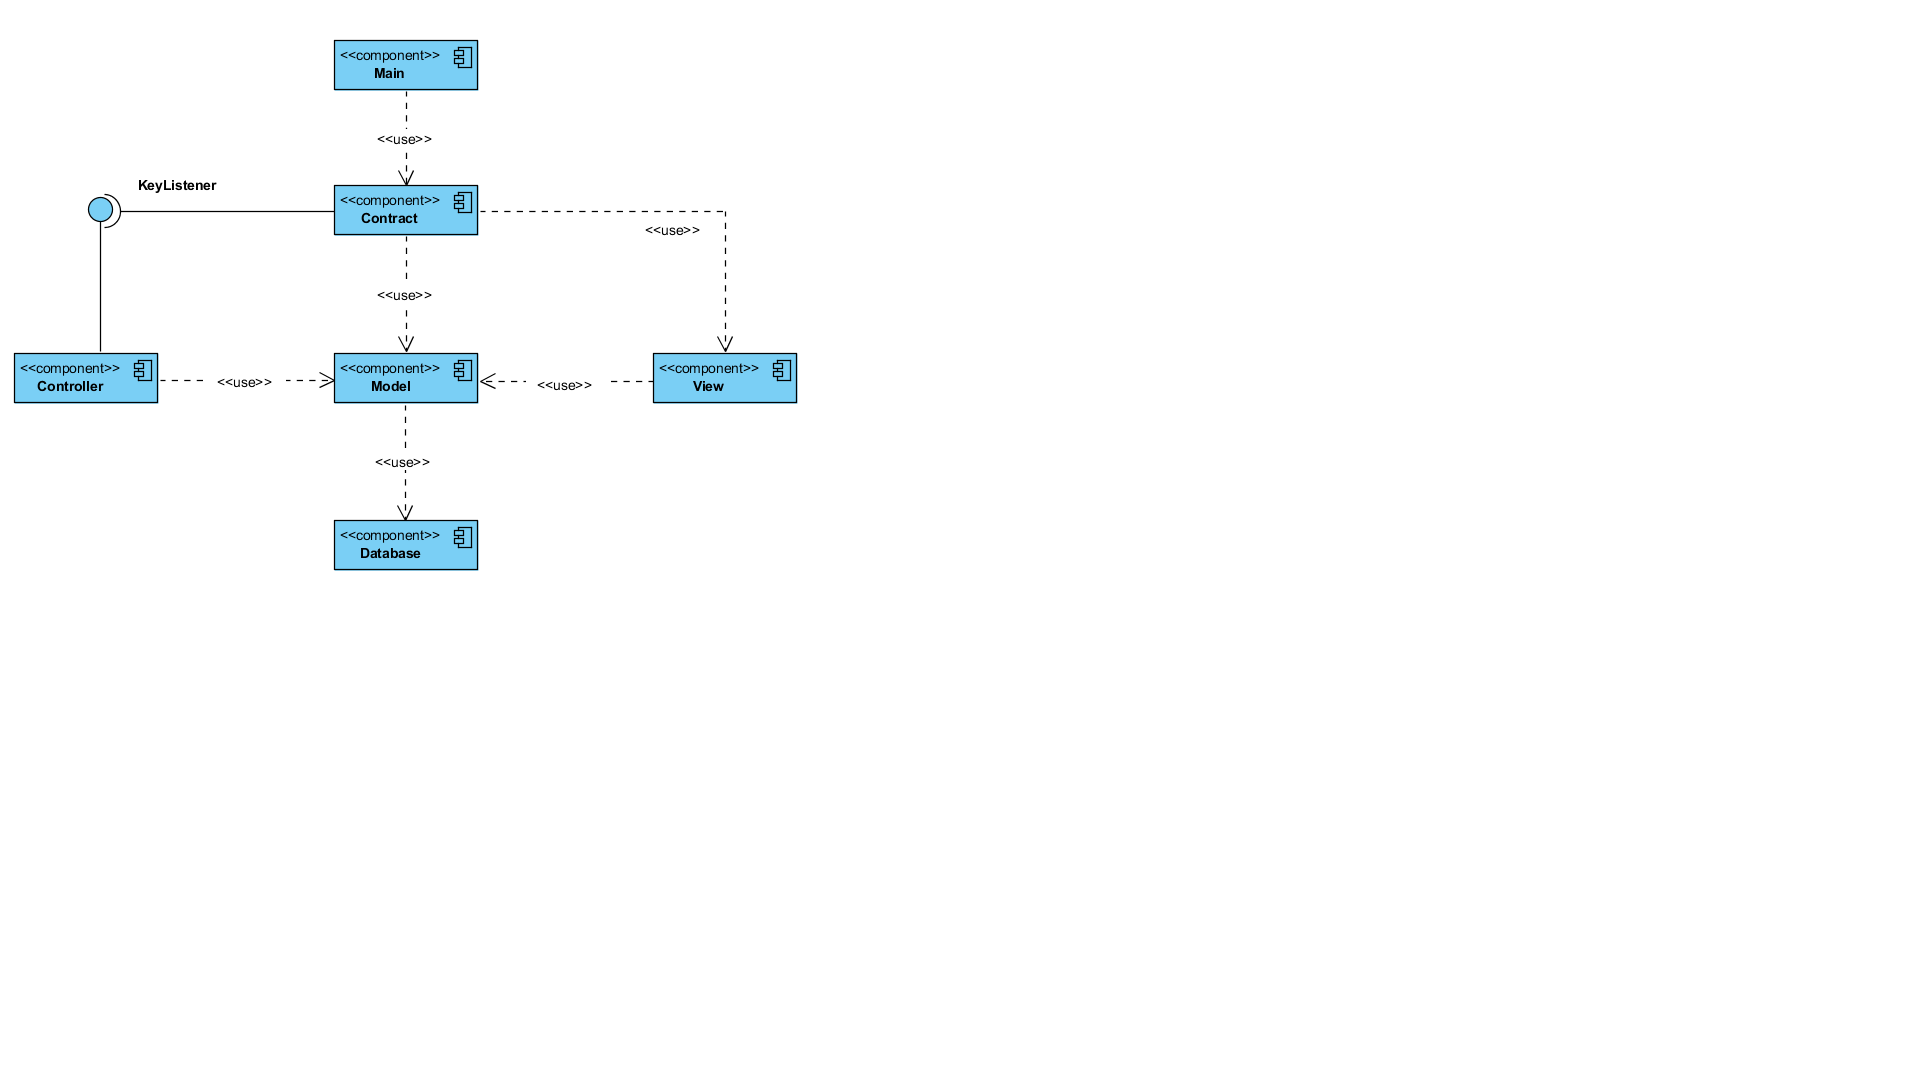 <<component>>
Main
<<use>>
KeyListener
<<component>>
Contract
<<use>>
<<use>>
<<component>>
Controller
<<use>>
<<component>>
Model
<<use>>
<<component>>
View
<<use>>
<<component>>
Database